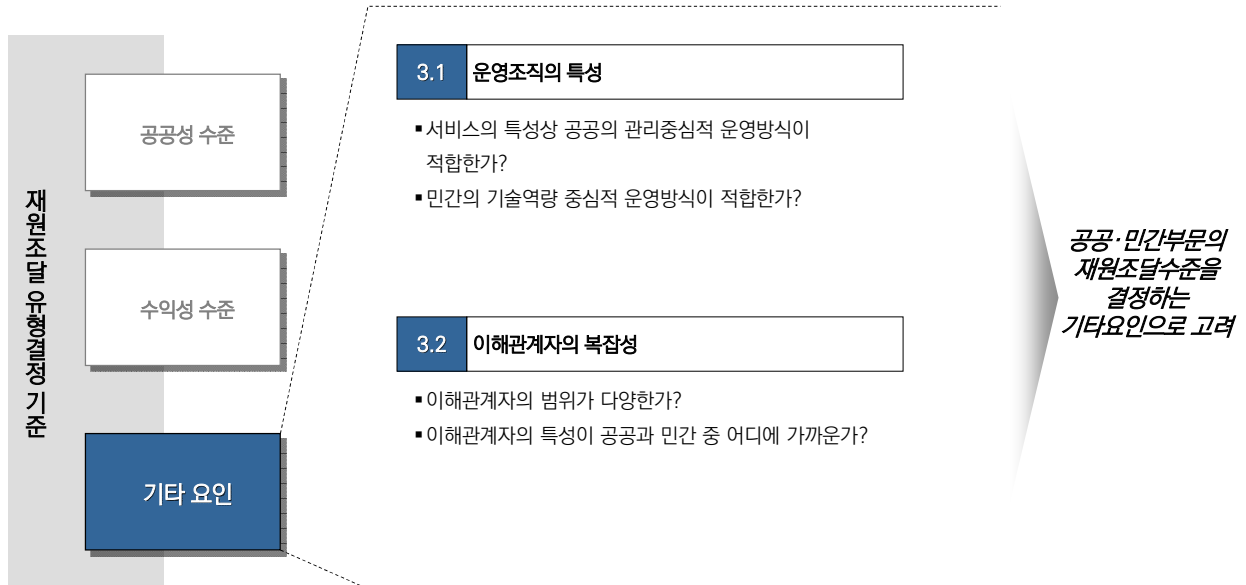 재원조달 유형결정 기준
공공성 수준
수익성 수준
기타 요인
3.1 운영조직의 특성
▪서비스의 특성상 공공의 관리중심적 운영방식이
적합한가?
▪민간의 기술역량 중심적 운영방식이 적합한가?
3.2 이해관계자의 복잡성
▪이해관계자의 범위가 다양한가?
▪이해관계자의 특성이 공공과 민간 중 어디에 가까운가?
공공·민간부문의
재원조달수준을
결정하는
기타요인으로 고려